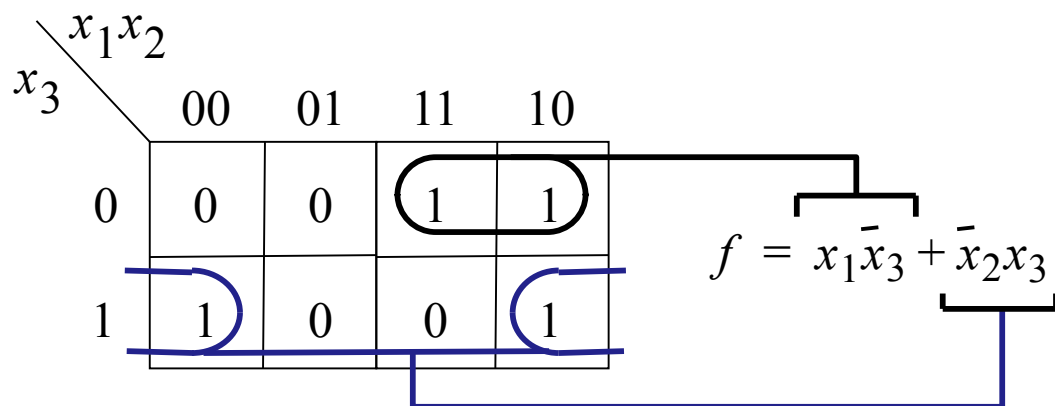 x₁x₂
x₃
00 01 11 10
0 0 0 1 1
f = x₁x̄₃ + x̄₂x₃
1 1 0 0 1